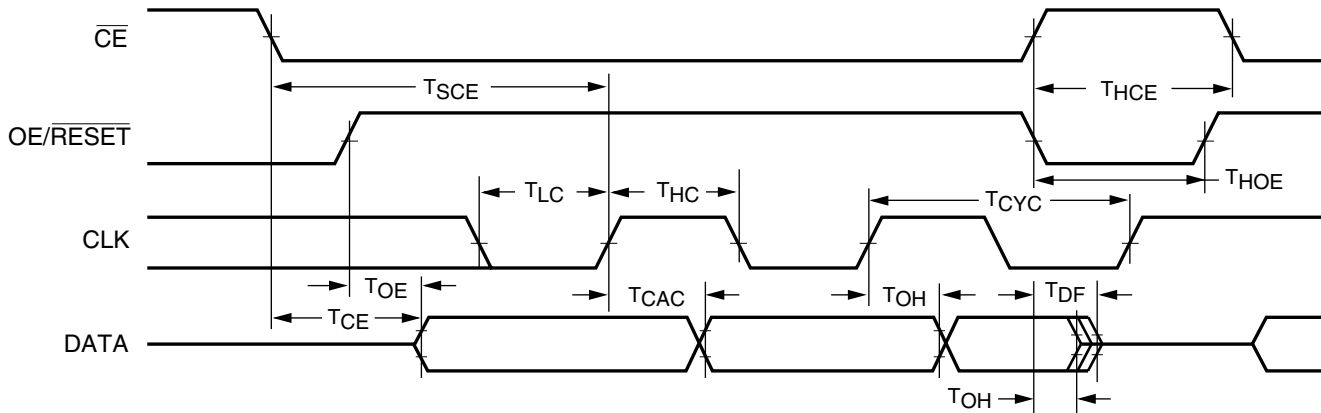 CE
TSCE
THCE
OE/RESET
TLC
THC
TCYC
THOE
CLK
TOE
TCE
TCAC
TOH
TDF
DATA
TOH